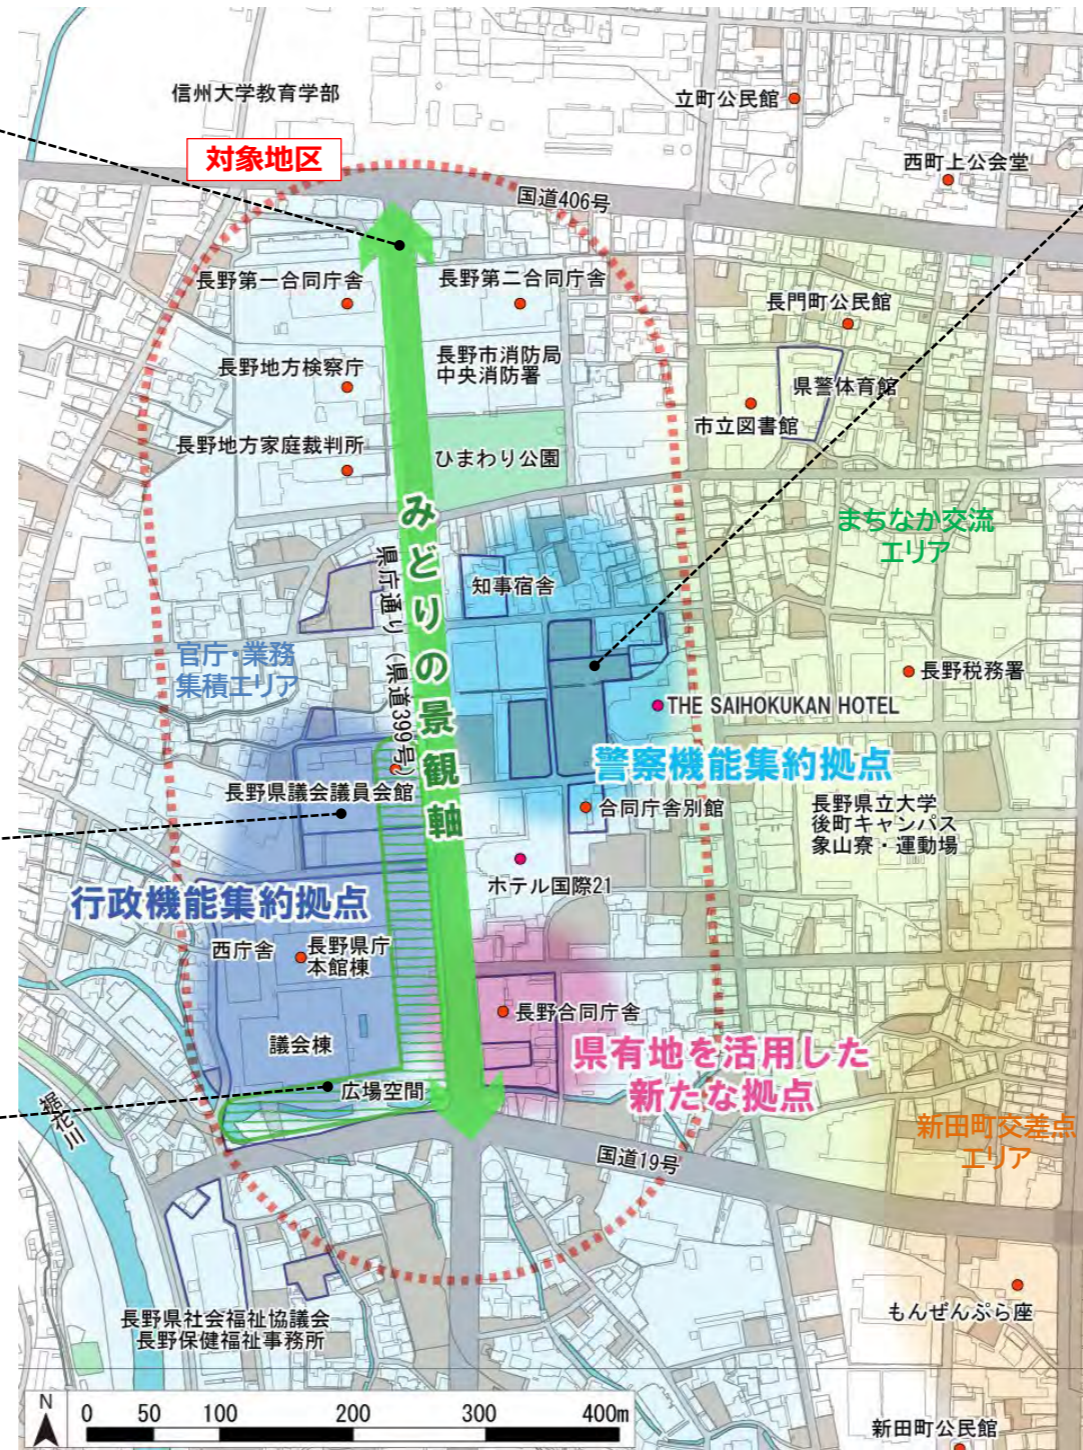 信州大学教育学部
立町公民館
対象地区
西町上公会堂
国道406号
長野第一合同庁舎
長野第二合同庁舎
長門町公民館
長野地方検察庁
長野市消防局
中央消防署
県警体育館
市立図書館
長野地方家庭裁判所
ひまわり公園
みどりの景観軸
まちなか交流
エリア
県庁通り（県道399号）
知事宿舎
官庁・業務
集積エリア
長野税務署
THE SAIHOKUKAN HOTEL
警察機能集約拠点
長野県議会議員会館
合同庁舎別館
長野県立大学
後町キャンパス
象山寮・運動場
ホテル国際21
行政機能集約拠点
西庁舎
長野県庁
本館棟
長野合同庁舎
議会棟
県有地を活用した
新たな拠点
広場空間
裾花川
新田町交差点
エリア
国道19号
もんぜんぷら座
長野県社会福祉協議会
長野保健福祉事務所
N
0 50 100 200 300 400m
新田町公民館